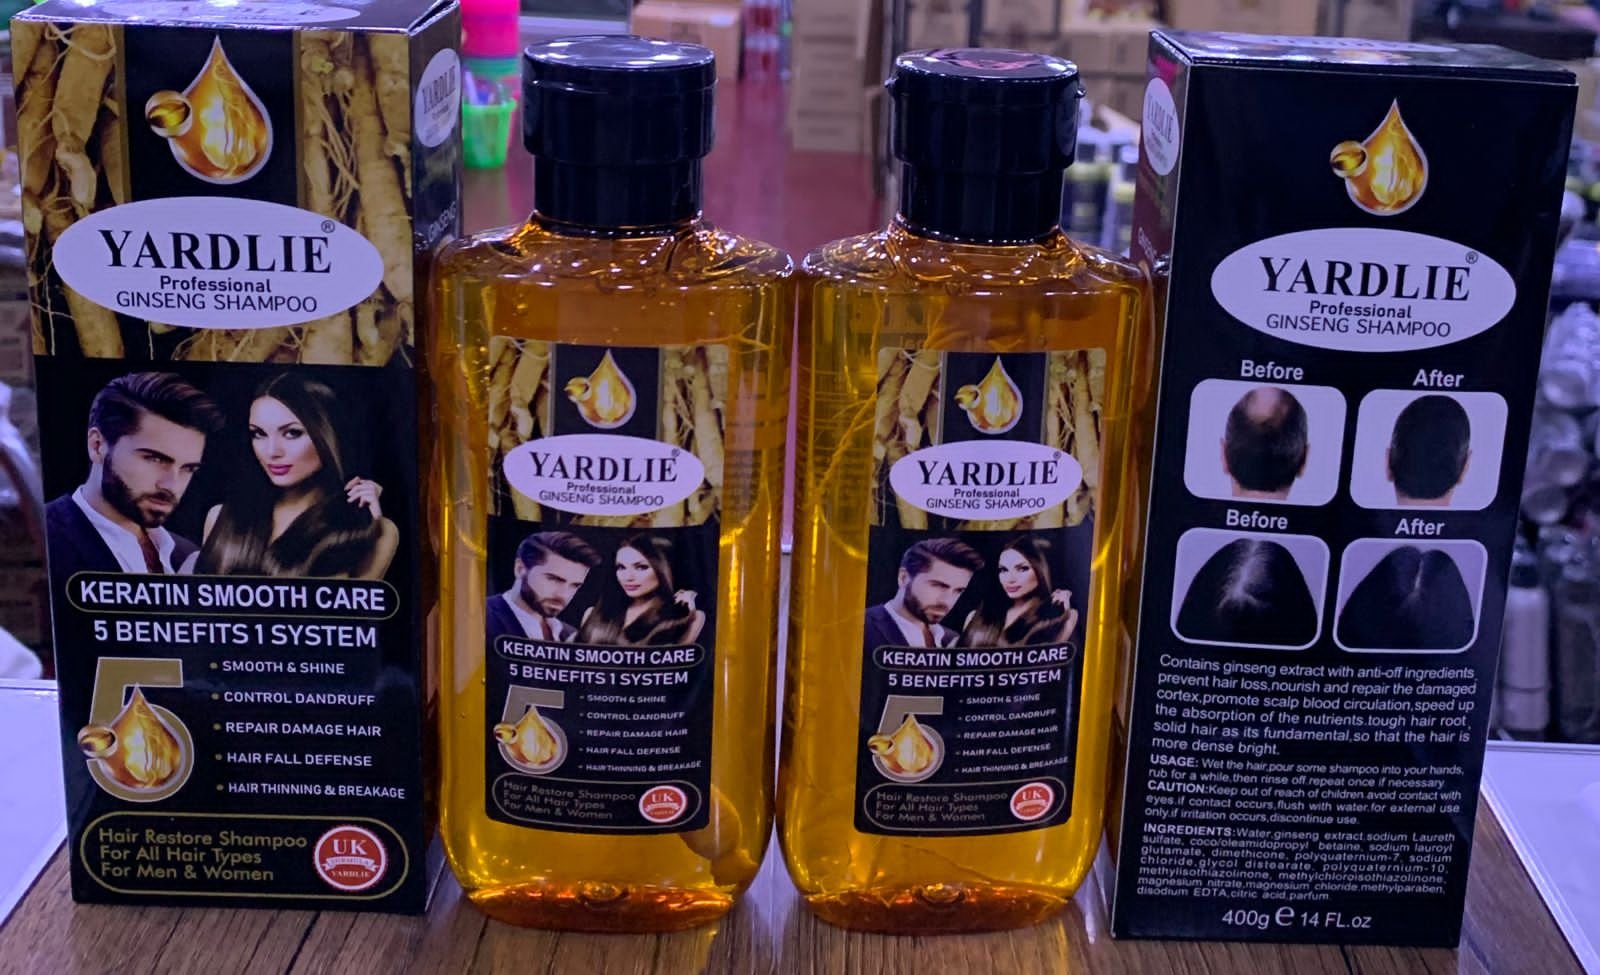 YARDLIE®
Professional
GINSENG SHAMPOO
KERATIN SMOOTH CARE
5 BENEFITS 1 SYSTEM
5
• SMOOTH & SHINE
• CONTROL DANDRUFF
• REPAIR DAMAGE HAIR
• HAIR FALL DEFENSE
• HAIR THINNING & BREAKAGE
Hair Restore Shampoo
For All Hair Types
For Men & Women
UK
FORMULA
YARDLIE
YARDLIE
YARDLIE®
Professional
GINSENG SHAMPOO
KERATIN SMOOTH CARE
5 BENEFITS 1 SYSTEM
5
• SMOOTH & SHINE
• CONTROL DANDRUFF
• REPAIR DAMAGE HAIR
• HAIR FALL DEFENSE
• HAIR THINNING & BREAKAGE
Hair Restore Shampoo
For All Hair Types
For Men & Women
UK
YARDLIE®
Professional
GINSENG SHAMPOO
KERATIN SMOOTH CARE
5 BENEFITS 1 SYSTEM
5
• SMOOTH & SHINE
• CONTROL DANDRUFF
• REPAIR DAMAGE HAIR
• HAIR FALL DEFENSE
• HAIR THINNING & BREAKAGE
Hair Restore Shampoo
For All Hair Types
For Men & Women
UK
YARDLIE
YARDLIE®
Professional
GINSENG SHAMPOO
Before After
Before After
Contains ginseng extract with anti-off ingredients
prevent hair loss,nourish and repair the damaged
cortex,promote scalp blood circulation,speed up
the absorption of the nutrients.tough hair root,
solid hair as its fundamental,so that the hair is
more dense bright.
USAGE: Wet the hair,pour some shampoo into your hands,
rub for a while,then rinse off.repeat once if necessary
CAUTION:Keep out of reach of children avoid contact with
eyes.if contact occurs,flush with water.for external use
only.if irritation occurs,discontinue use.
INGREDIENTS:Water,ginseng extract,sodium Laureth
sulfate, coco/oleamidopropyl betaine, sodium lauroyl
glutamate, dimethicone, polyquaternium-7, sodium
chloride,glycol distearate, polyquaternium-10,
methylisothiazolinone, methylchloroisothiazolinone,
magnesium nitrate,magnesium chloride,methylparaben,
disodium EDTA,citric acid,parfum.
400g e 14 FL.oz